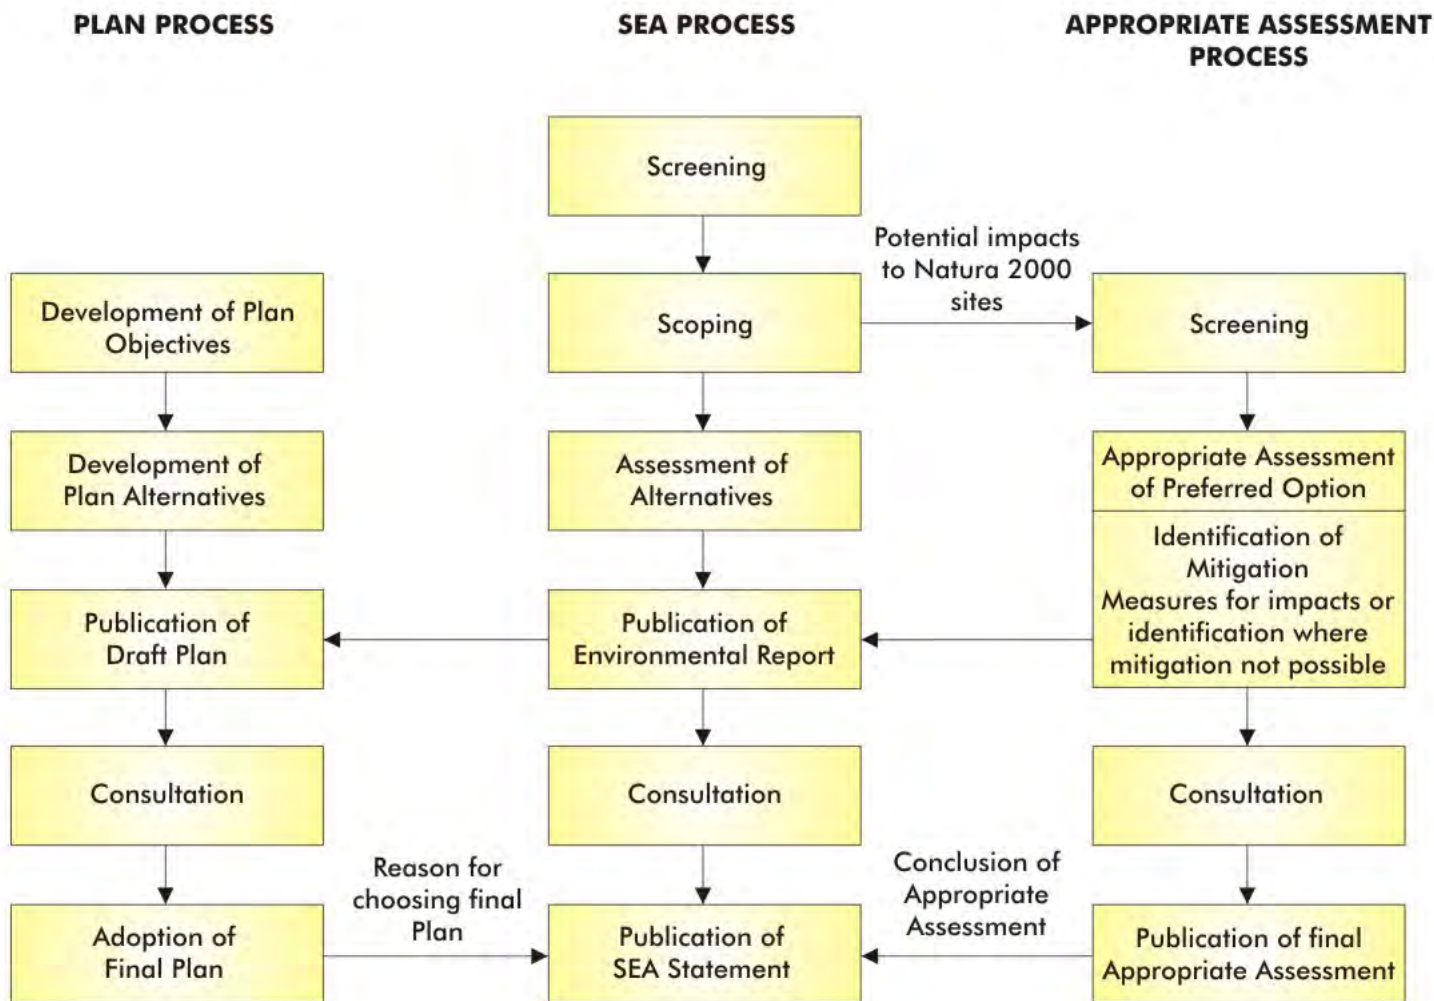 PLAN PROCESS
SEA PROCESS
APPROPRIATE ASSESSMENT
PROCESS
Screening
Potential impacts
to Natura 2000
sites
Development of Plan
Objectives
Scoping
Screening
Development of
Plan Alternatives
Assessment of
Alternatives
Appropriate Assessment
of Preferred Option
Identification of
Mitigation
Measures for impacts or
identification where
mitigation not possible
Publication of
Draft Plan
Publication of
Environmental Report
Consultation
Consultation
Consultation
Reason for
choosing final
Plan
Conclusion of
Appropriate
Assessment
Adoption of
Final Plan
Publication of
SEA Statement
Publication of final
Appropriate Assessment